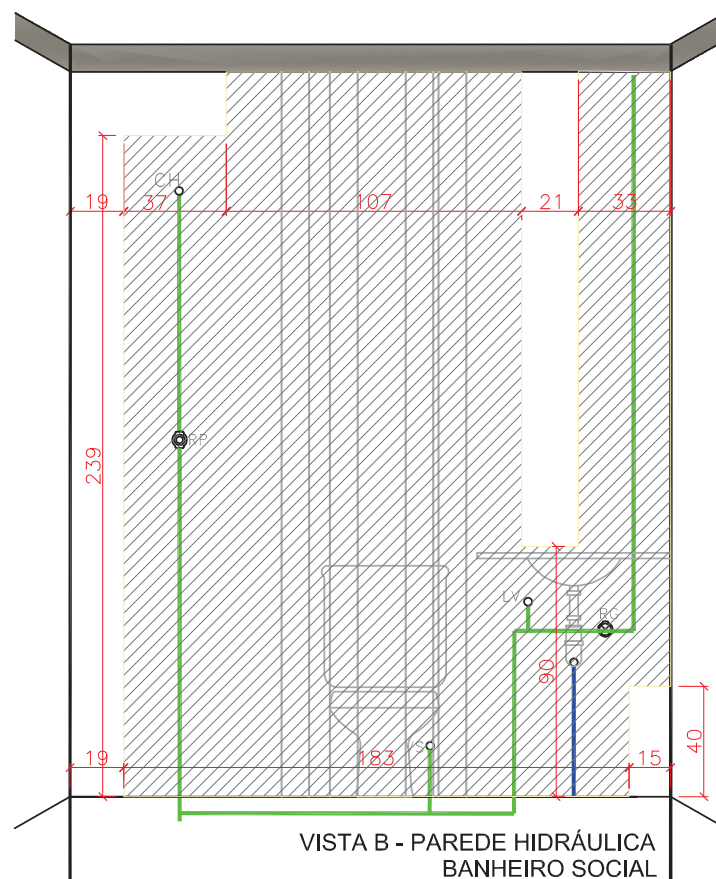 CH
19
37
107
21
33
RP
239
LV
RG
90
VS
40
19
183
15
VISTA B - PAREDE HIDRÁULICA
BANHEIRO SOCIAL